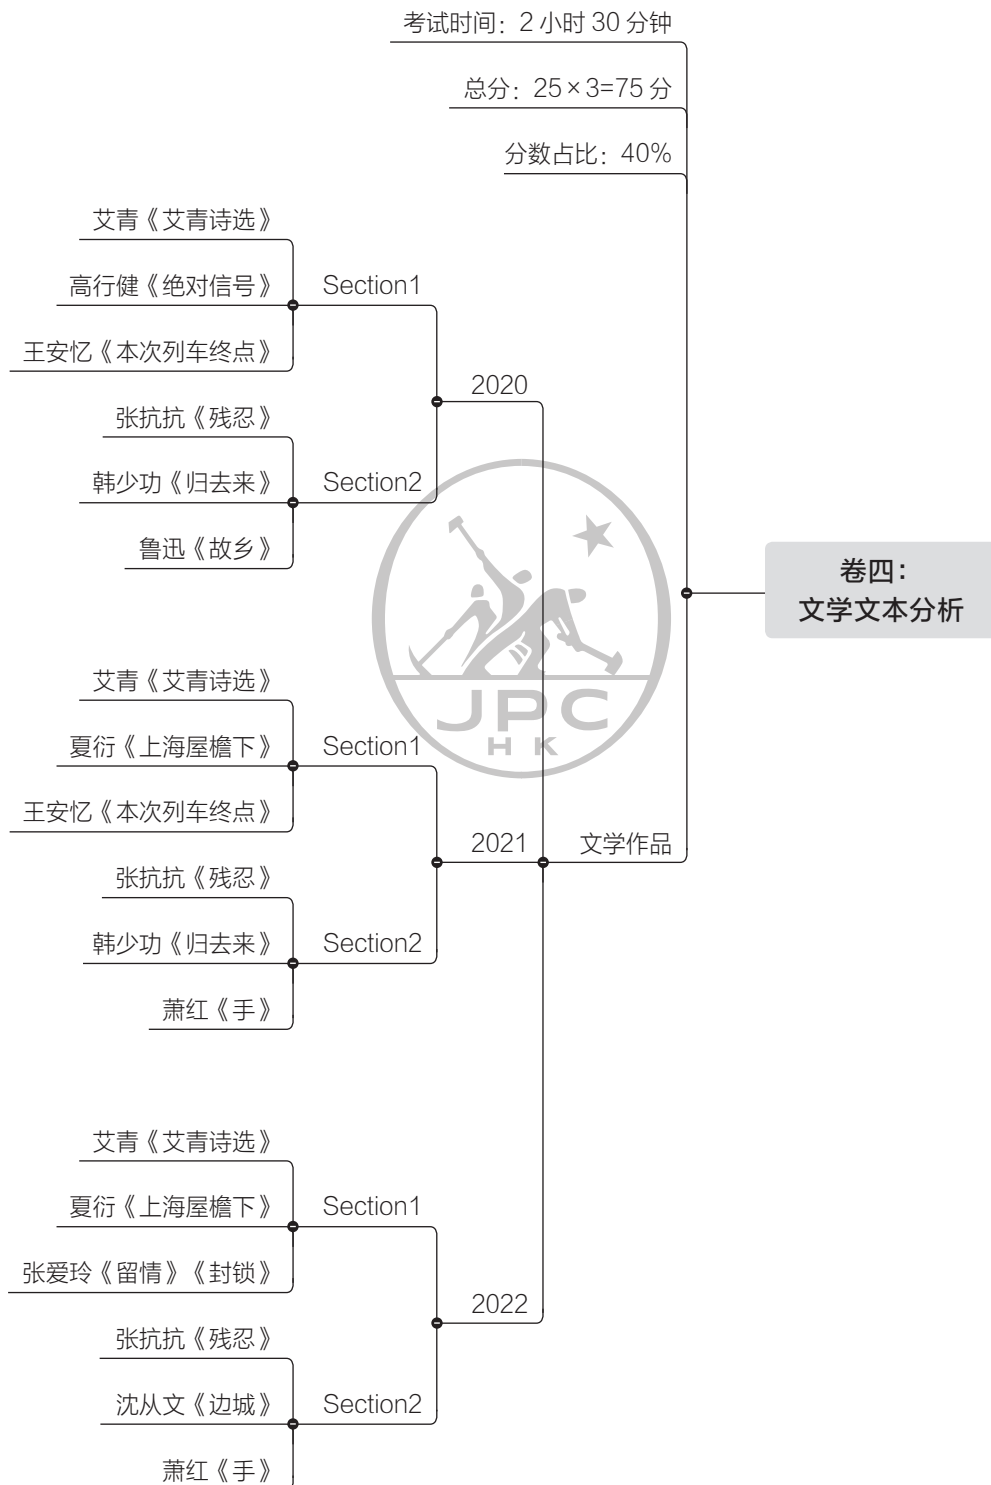 考试时间：2 小时 30 分钟
总分：25×3=75 分
分数占比：40%
艾青《艾青诗选》
高行健《绝对信号》
Section1
王安忆《本次列车终点》
2020
张抗抗《残忍》
韩少功《归去来》
Section2
鲁迅《故乡》
卷四：
文学文本分析
艾青《艾青诗选》
夏衍《上海屋檐下》
Section1
王安忆《本次列车终点》
JPC
HK
2021
文学作品
张抗抗《残忍》
韩少功《归去来》
Section2
萧红《手》
艾青《艾青诗选》
夏衍《上海屋檐下》
Section1
张爱玲《留情》《封锁》
2022
张抗抗《残忍》
沈从文《边城》
Section2
萧红《手》